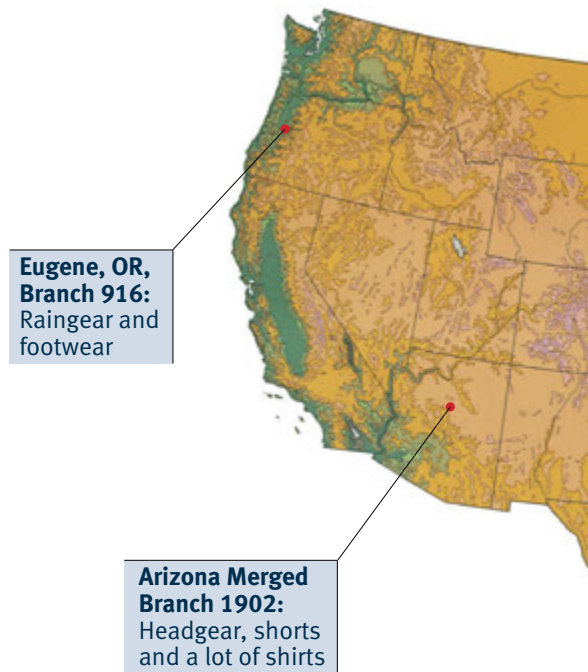 Eugene, OR,
Branch 916:
Raingear and
footwear
Arizona Merged
Branch 1902:
Headgear, shorts
and a lot of shirts